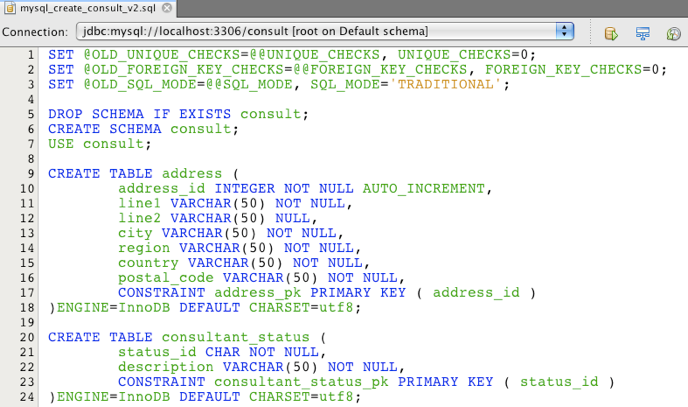 mysql_create_consult_v2.sql
Connection: jdbc:mysql://localhost:3306/consult [root on Default schema]
1 SET @OLD_UNIQUE_CHECKS=@@UNIQUE_CHECKS, UNIQUE_CHECKS=0;
2 SET @OLD_FOREIGN_KEY_CHECKS=@@FOREIGN_KEY_CHECKS, FOREIGN_KEY_CHECKS=0;
3 SET @OLD_SQL_MODE=@@SQL_MODE, SQL_MODE='TRADITIONAL';
4
5 DROP SCHEMA IF EXISTS consult;
6 CREATE SCHEMA consult;
7 USE consult;
8
9 CREATE TABLE address (
10 address_id INTEGER NOT NULL AUTO_INCREMENT,
11 line1 VARCHAR(50) NOT NULL,
12 line2 VARCHAR(50) NULL,
13 city VARCHAR(50) NOT NULL,
14 region VARCHAR(50) NOT NULL,
15 country VARCHAR(50) NOT NULL,
16 postal_code VARCHAR(50) NOT NULL,
17 CONSTRAINT address_pk PRIMARY KEY ( address_id )
18 )ENGINE=InnoDB DEFAULT CHARSET=utf8;
19
20 CREATE TABLE consultant_status (
21 status_id CHAR NOT NULL,
22 description VARCHAR(50) NOT NULL,
23 CONSTRAINT consultant_status_pk PRIMARY KEY ( status_id )
24 )ENGINE=InnoDB DEFAULT CHARSET=utf8;